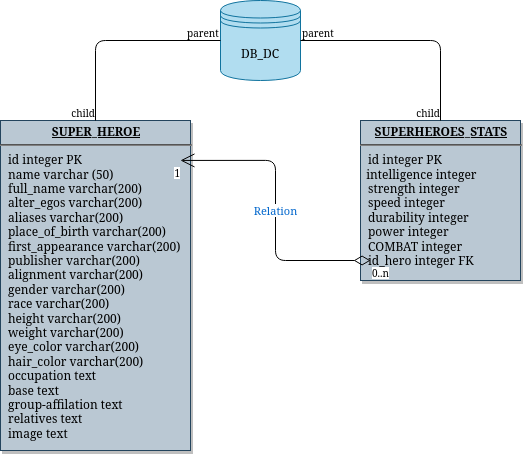 parent
parent
DB_DC
child
child
SUPER_HEROE
id integer PK
name varchar (50)
full_name varchar(200)
alter_egos varchar(200)
aliases varchar(200)
place_of_birth varchar(200)
first_appearance varchar(200)
publisher varchar(200)
alignment varchar(200)
gender varchar(200)
race varchar(200)
height varchar(200)
weight varchar(200)
eye_color varchar(200)
hair_color varchar(200)
occupation text
base text
group-affilation text
relatives text
image text
1
Relation
SUPERHEROES_STATS
id integer PK
intelligence integer
strength integer
speed integer
durability integer
power integer
COMBAT integer
id_hero integer FK
0..n